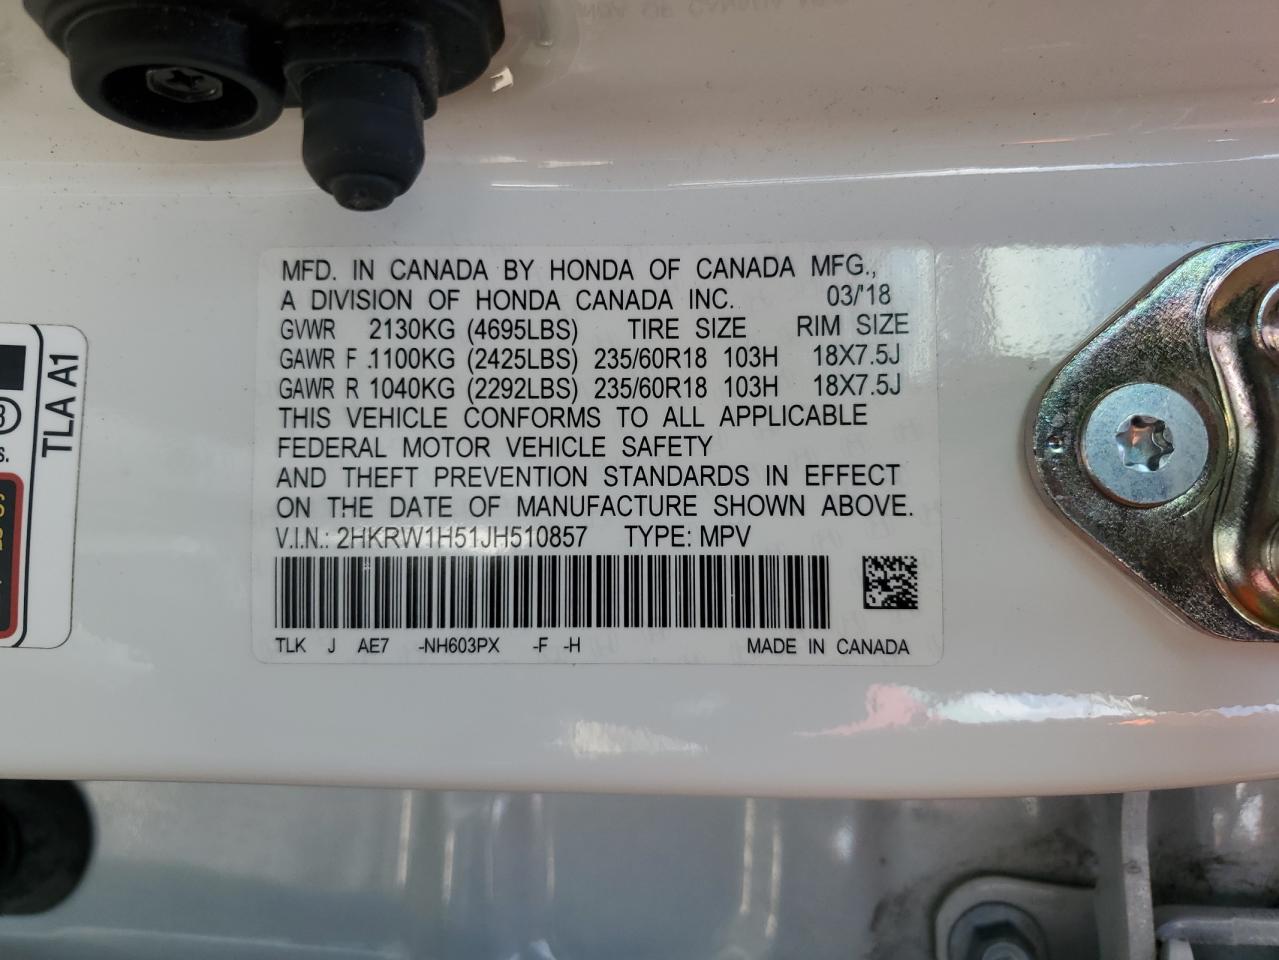 MFD. IN CANADA BY HONDA OF CANADA MFG.,
A DIVISION OF HONDA CANADA INC. 03/'18
GVWR 2130KG (4695LBS) TIRE SIZE RIM SIZE
GAWR F 1100KG (2425LBS) 235/60R18 103H 18X7.5J
GAWR R 1040KG (2292LBS) 235/60R18 103H 18X7.5J
THIS VEHICLE CONFORMS TO ALL APPLICABLE
FEDERAL MOTOR VEHICLE SAFETY
AND THEFT PREVENTION STANDARDS IN EFFECT
ON THE DATE OF MANUFACTURE SHOWN ABOVE.
V.I.N.: 2HKRW1H51JH510857 TYPE: MPV
TLK J AE7 -NH603PX -F -H MADE IN CANADA
TLA A1